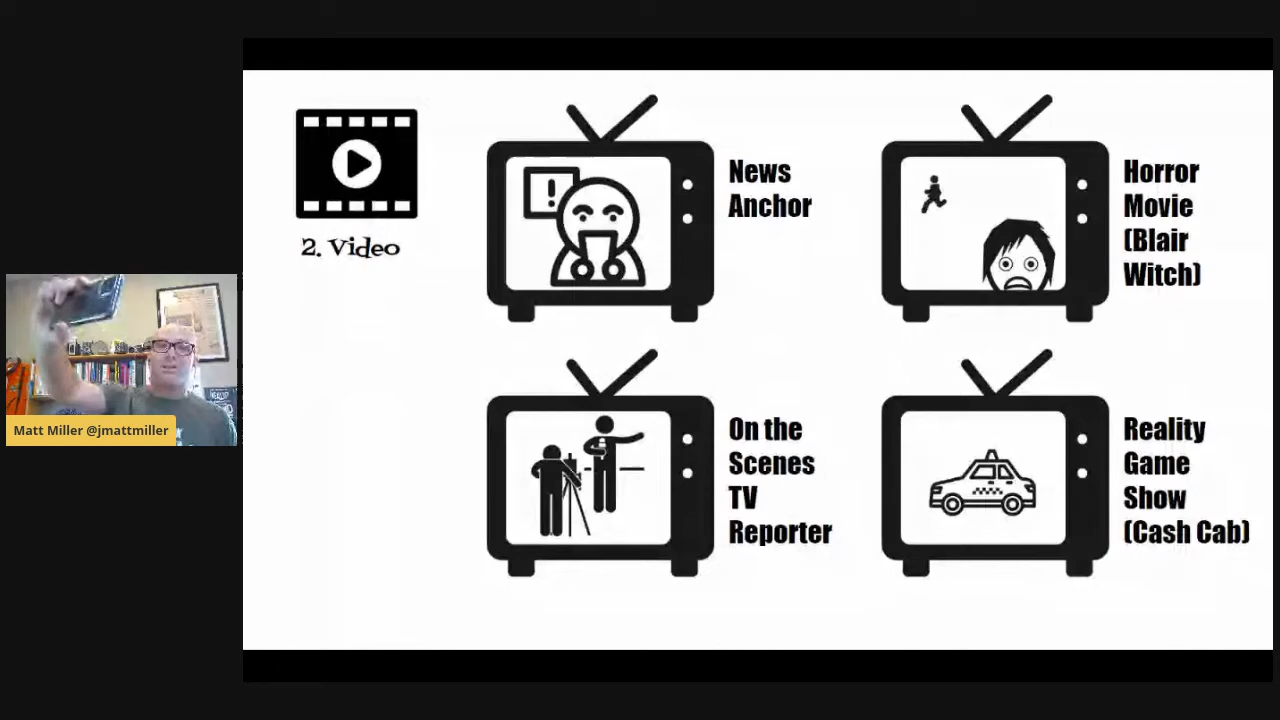 2. Video
News
Anchor
Horror
Movie
(Blair
Witch)
On the
Scenes
TV
Reporter
Reality
Game
Show
(Cash Cab)
Matt Miller @jmattmiller
!